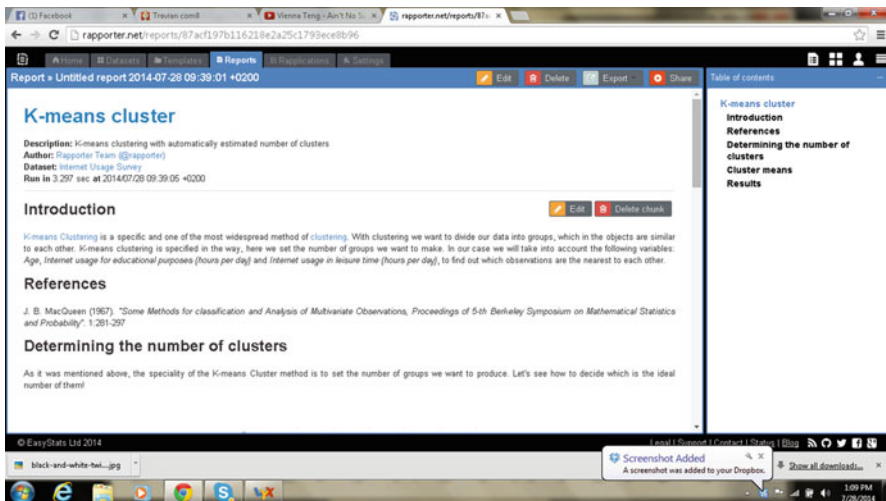 (1) Facebook
Travian com8
Vienna Teng - Ain't No S
rapporter.net/reports/87a
rapporter.net/reports/87acf197b116218e2a25c1793ece8b96
Home Datasets Templates Reports Rapplications Settings
Report » Untitled report 2014-07-28 09:39:01 +0200
Edit Delete Export Share
Table of contents
K-means cluster
Description: K-means clustering with automatically estimated number of clusters
Author: Rapporter Team (@rapporter)
Dataset: Internet Usage Survey
Run in 3.297 sec at 2014/07/28 09:39:05 +0200
Introduction
Edit Delete chunk
K-means Clustering is a specific and one of the most widespread method of clustering. With clustering we want to divide our data into groups, which in the objects are similar
to each other. K-means clustering is specified in the way, here we set the number of groups we want to make. In our case we will take into account the following variables:
Age, Internet usage for educational purposes (hours per day) and Internet usage in leisure time (hours per day), to find out which observations are the nearest to each other.
References
J. B. MacQueen (1967). "Some Methods for classification and Analysis of Multivariate Observations, Proceedings of 5-th Berkeley Symposium on Mathematical Statistics
and Probability". 1:281-297
Determining the number of clusters
As it was mentioned above, the speciality of the K-means Cluster method is to set the number of groups we want to produce. Let's see how to decide which is the ideal
number of them!
K-means cluster
Introduction
References
Determining the number of
clusters
Cluster means
Results
© EasyStats Ltd 2014
Legal | Support | Contact | Status | Blog
black-and-white-twi....jpg
Screenshot Added
A screenshot was added to your Dropbox.
Show all downloads...
1:09 PM
7/28/2014